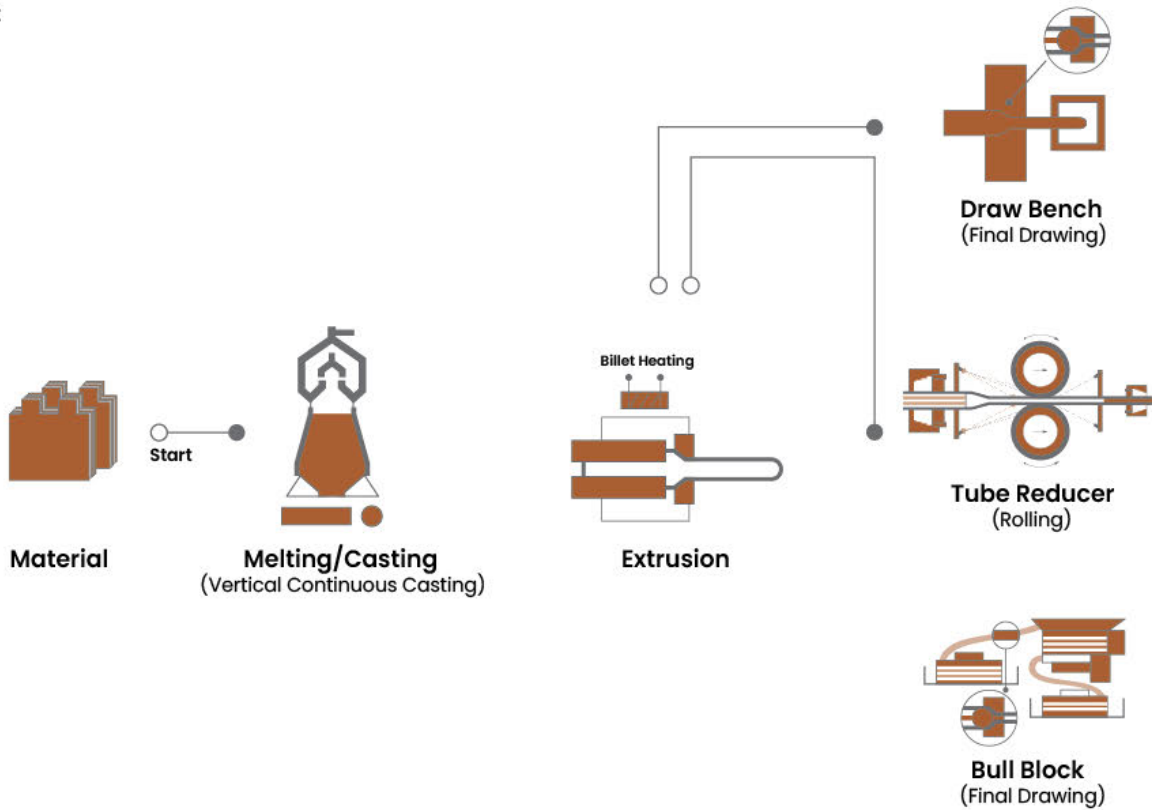 Draw Bench
(Final Drawing)
Billet Heating
Start
Tube Reducer
(Rolling)
Material
Melting/Casting
(Vertical Continuous Casting)
Extrusion
Bull Block
(Final Drawing)